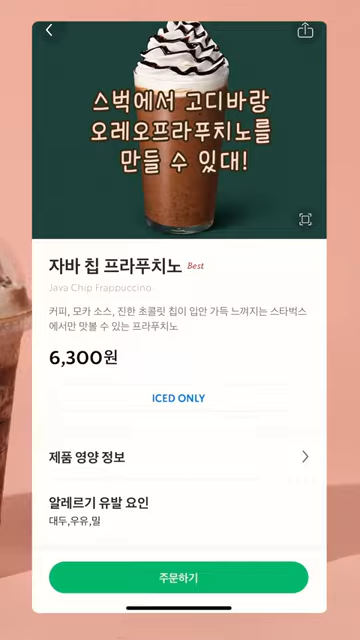 스벅에서 고디바랑
오레오프라푸치노를
만들 수 있대!
자바 칩 프라푸치노 Best
Java Chip Frappuccino
커피, 모카 소스, 진한 초콜릿 칩이 입안 가득 느껴지는 스타벅스
에서만 맛볼 수 있는 프라푸치노
6,300원
ICED ONLY
제품 영양 정보
알레르기 유발 요인
대두,우유,밀
주문하기